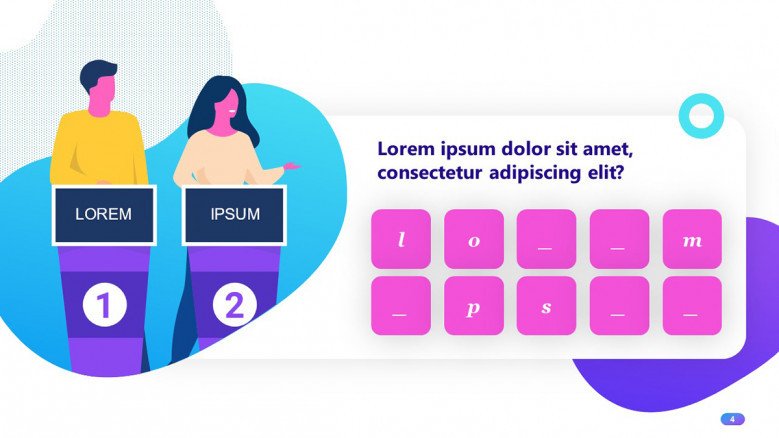 Lorem ipsum dolor sit amet,
consectetur adipiscing elit?
LOREM
IPSUM
1
2
l o _ _ m
_ p s _ _
4